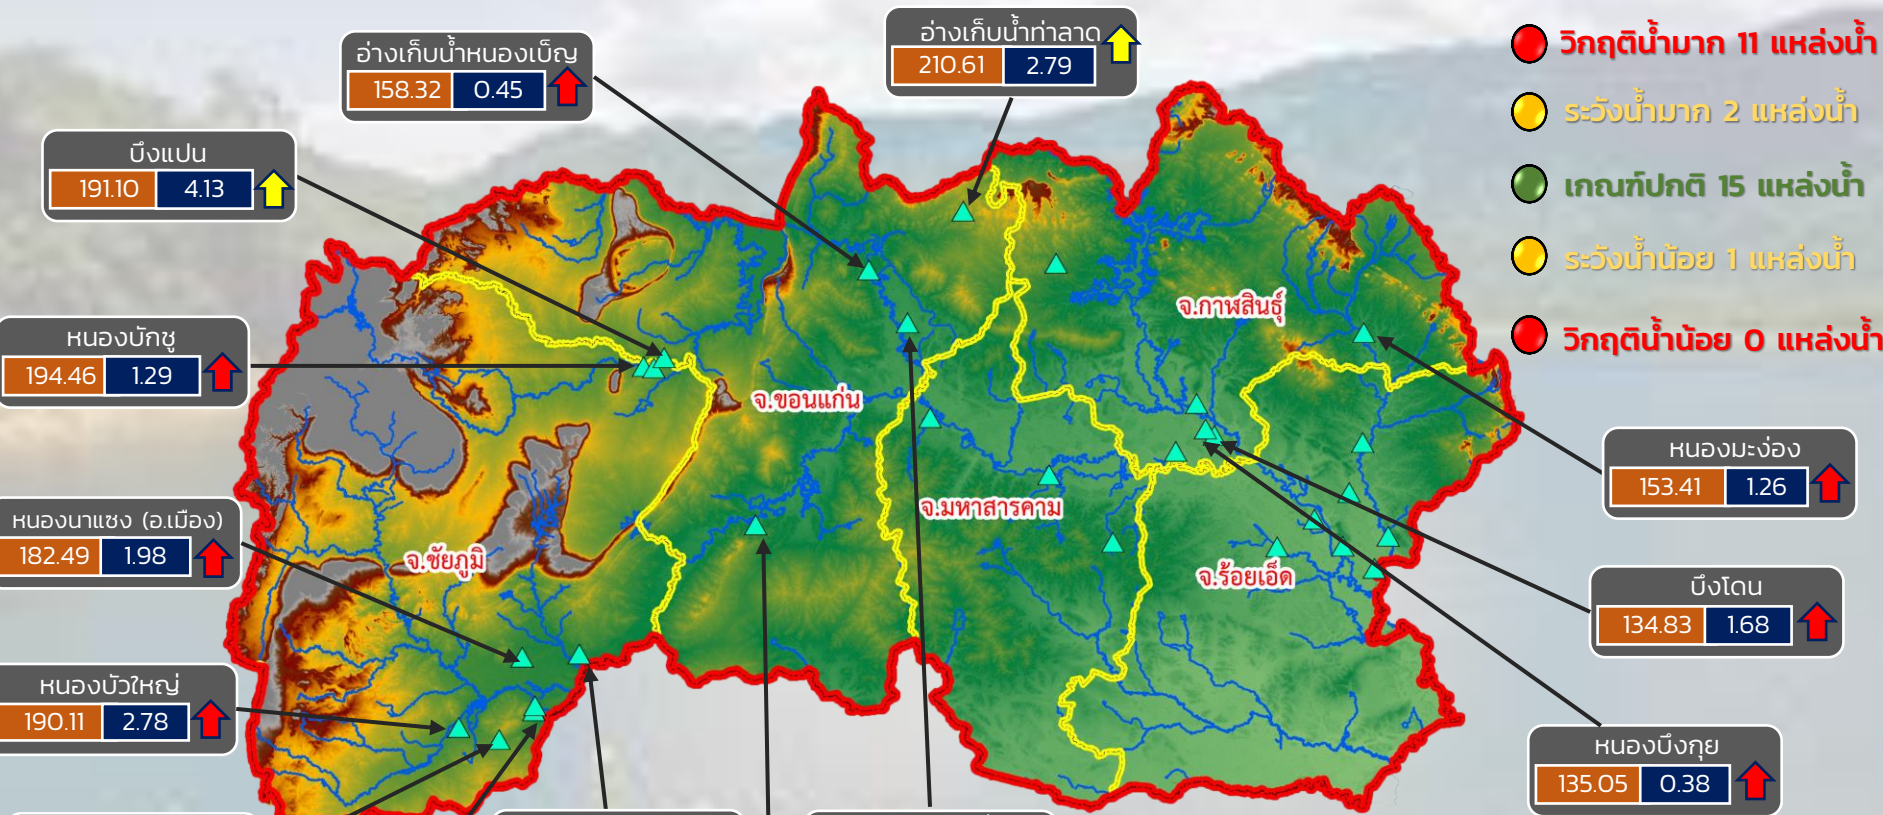 อ่างเก็บน้ำท่าลาด
210.61 2.79
อ่างเก็บน้ำหนองเบ็ญ
158.32 0.45
บึงแปน
191.10 4.13
หนองบักชู
194.46 1.29
หนองนาแซง (อ.เมือง)
182.49 1.98
หนองบัวใหญ่
190.11 2.78
วิกฤติน้ำมาก 11 แหล่งน้ำ
ระวังน้ำมาก 2 แหล่งน้ำ
เกณฑ์ปกติ 15 แหล่งน้ำ
ระวังน้ำน้อย 1 แหล่งน้ำ
วิกฤติน้ำน้อย 0 แหล่งน้ำ
จ.กาฬสินธุ์
จ.ขอนแก่น
จ.มหาสารคาม
จ.ชัยภูมิ
จ.ร้อยเอ็ด
หนองมะง่อง
153.41 1.26
บึงโดน
134.83 1.68
หนองบึงกุย
135.05 0.38